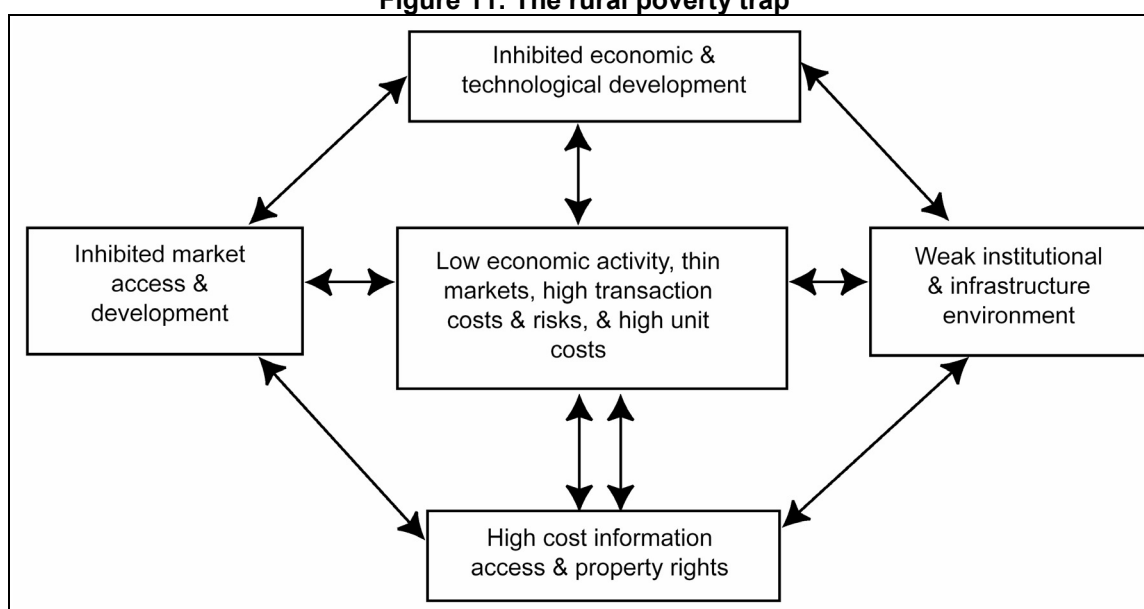 Figure 11: The rural poverty trap
Inhibited economic &
technological development
Inhibited market
access &
development
Low economic activity, thin
markets, high transaction
costs & risks, & high unit
costs
Weak institutional
& infrastructure
environment
High cost information
access & property rights